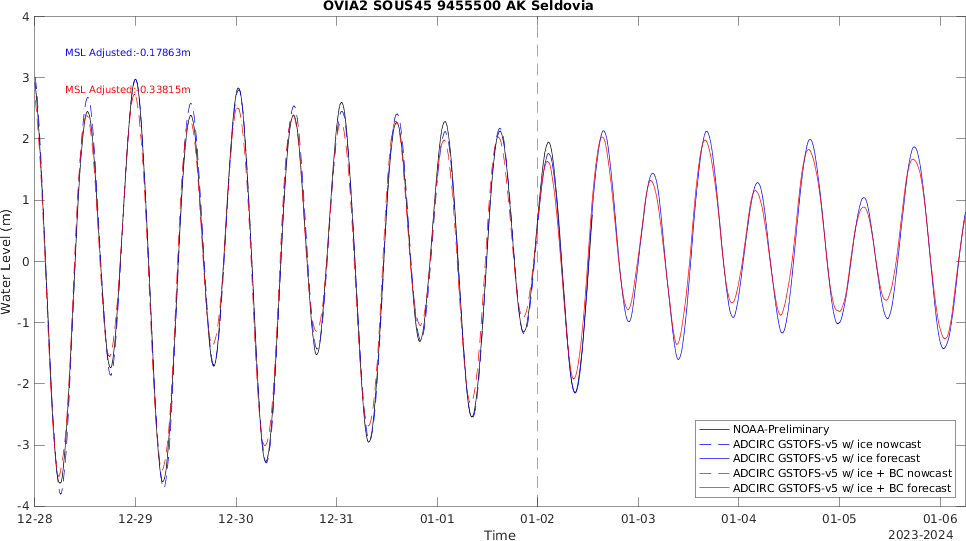 OVIA2 SOUS45 9455500 AK Seldovia
MSL Adjusted:-0.17863m
MSL Adjusted:-0.33815m
4
3
2
1
0
-1
-2
-3
-4
Water Level (m)
12-28
12-29
12-30
12-31
01-01
01-02
01-03
01-04
01-05
01-06
Time
2023-2024
NOAA-Preliminary
ADCIRC GSTOFS-v5 w/ ice nowcast
ADCIRC GSTOFS-v5 w/ ice forecast
ADCIRC GSTOFS-v5 w/ ice + BC nowcast
ADCIRC GSTOFS-v5 w/ ice + BC forecast